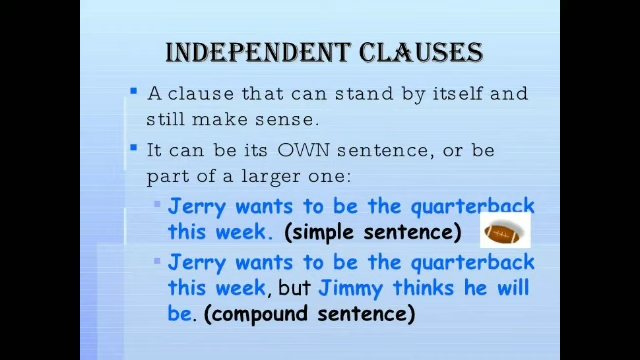 INDEPENDENT CLAUSES
A clause that can stand by itself and
still make sense.
It can be its OWN sentence, or be
part of a larger one:
Jerry wants to be the quarterback
this week. (simple sentence)
Jerry wants to be the quarterback
this week, but Jimmy thinks he will
be. (compound sentence)